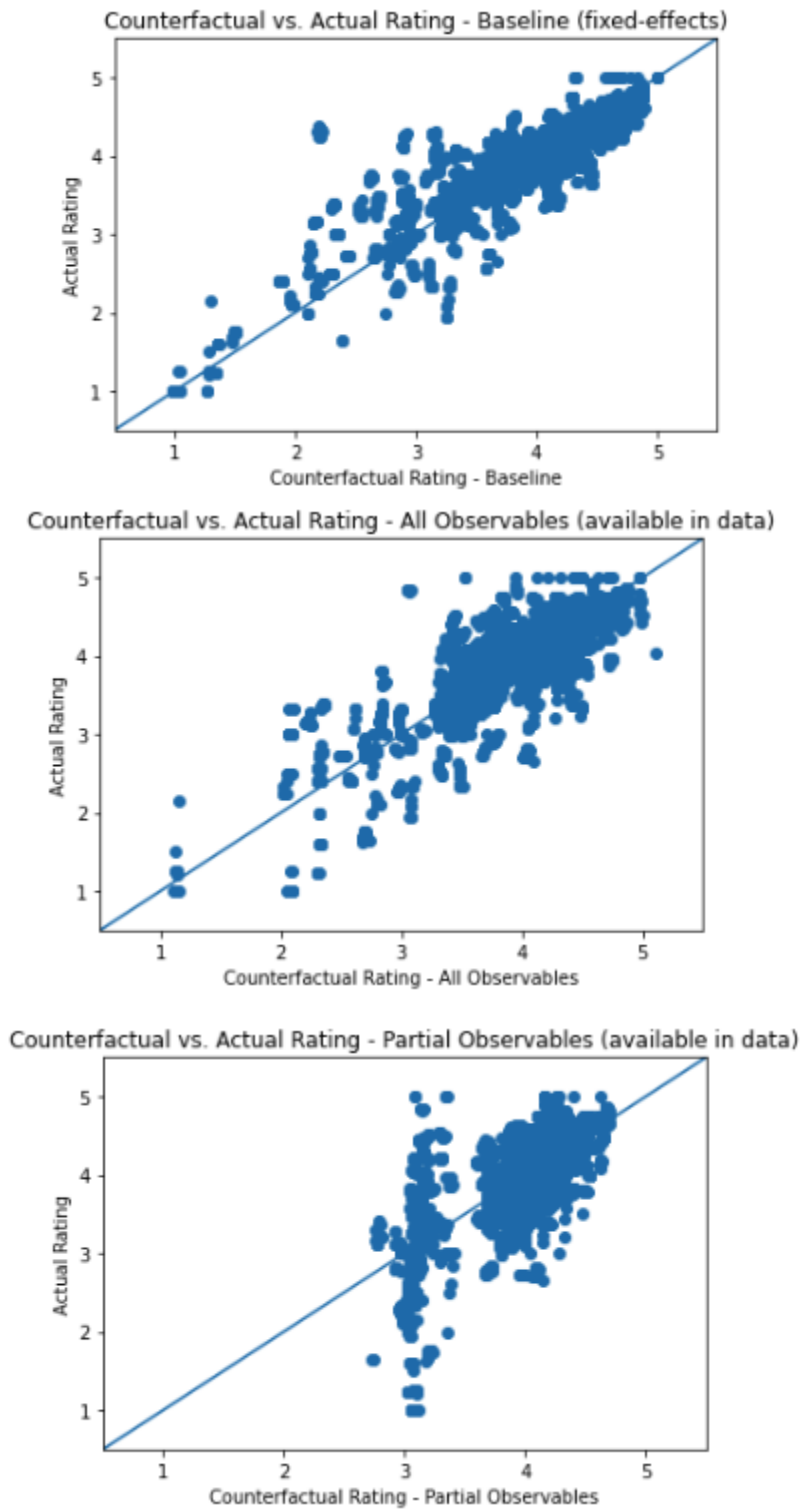 Counterfactual vs. Actual Rating - Baseline (fixed-effects)
5
4
3
2
1
Actual Rating
1 2 3 4 5
Counterfactual Rating - Baseline
Counterfactual vs. Actual Rating - All Observables (available in data)
5
4
3
2
1
Actual Rating
1 2 3 4 5
Counterfactual Rating - All Observables
Counterfactual vs. Actual Rating - Partial Observables (available in data)
5
4
3
2
1
Actual Rating
1 2 3 4 5
Counterfactual Rating - Partial Observables